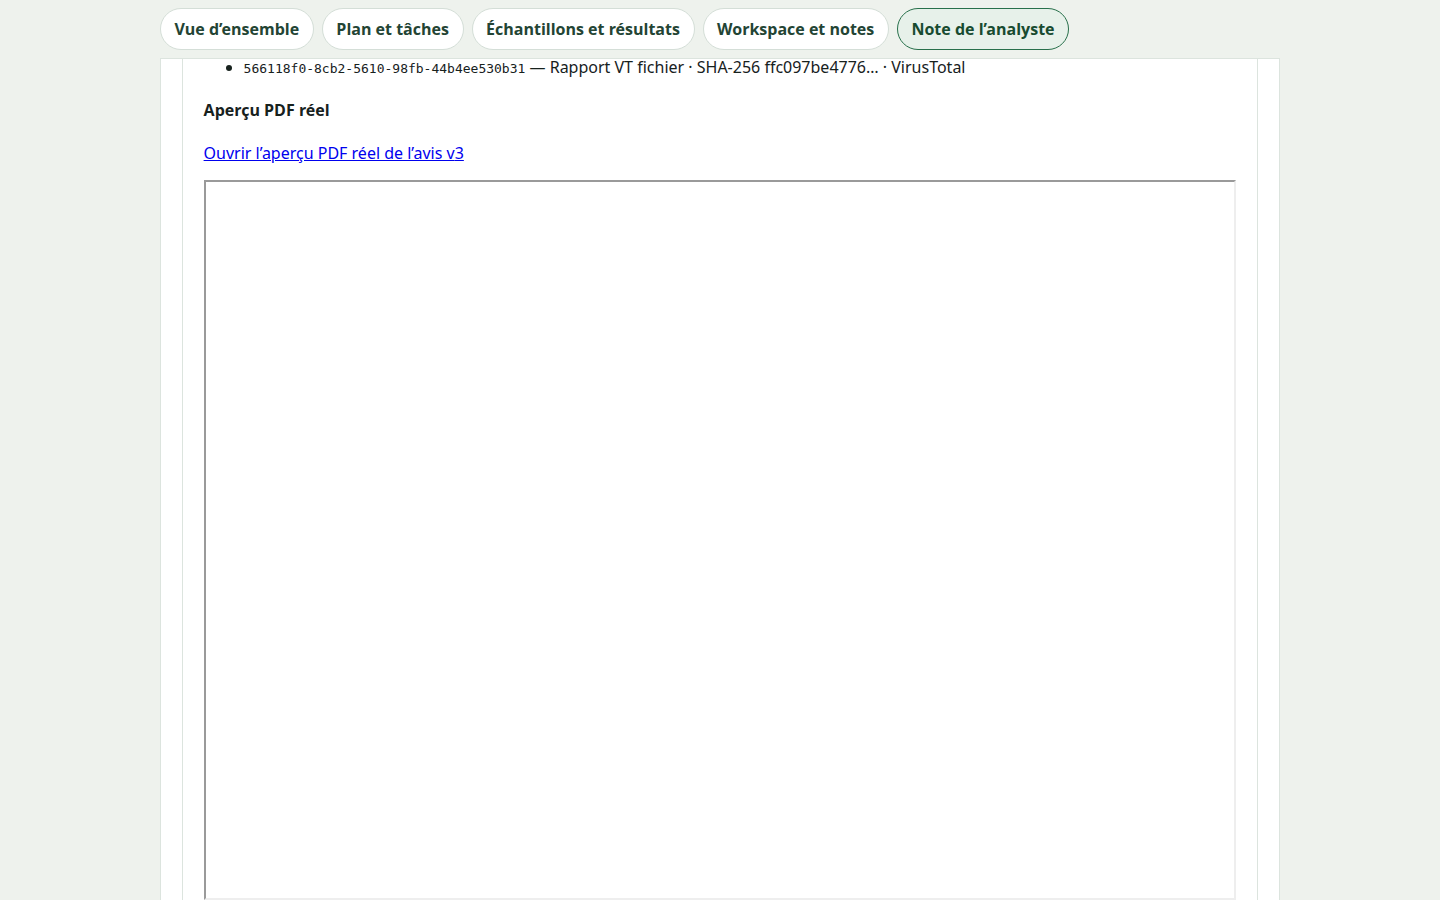 Vue d’ensemble
Plan et tâches
Échantillons et résultats
Workspace et notes
Note de l’analyste
566118f0-8cb2-5610-98fb-44b4ee530b31 — Rapport VT fichier · SHA-256 ffc097be4776… · VirusTotal
Aperçu PDF réel
Ouvrir l’aperçu PDF réel de l’avis v3